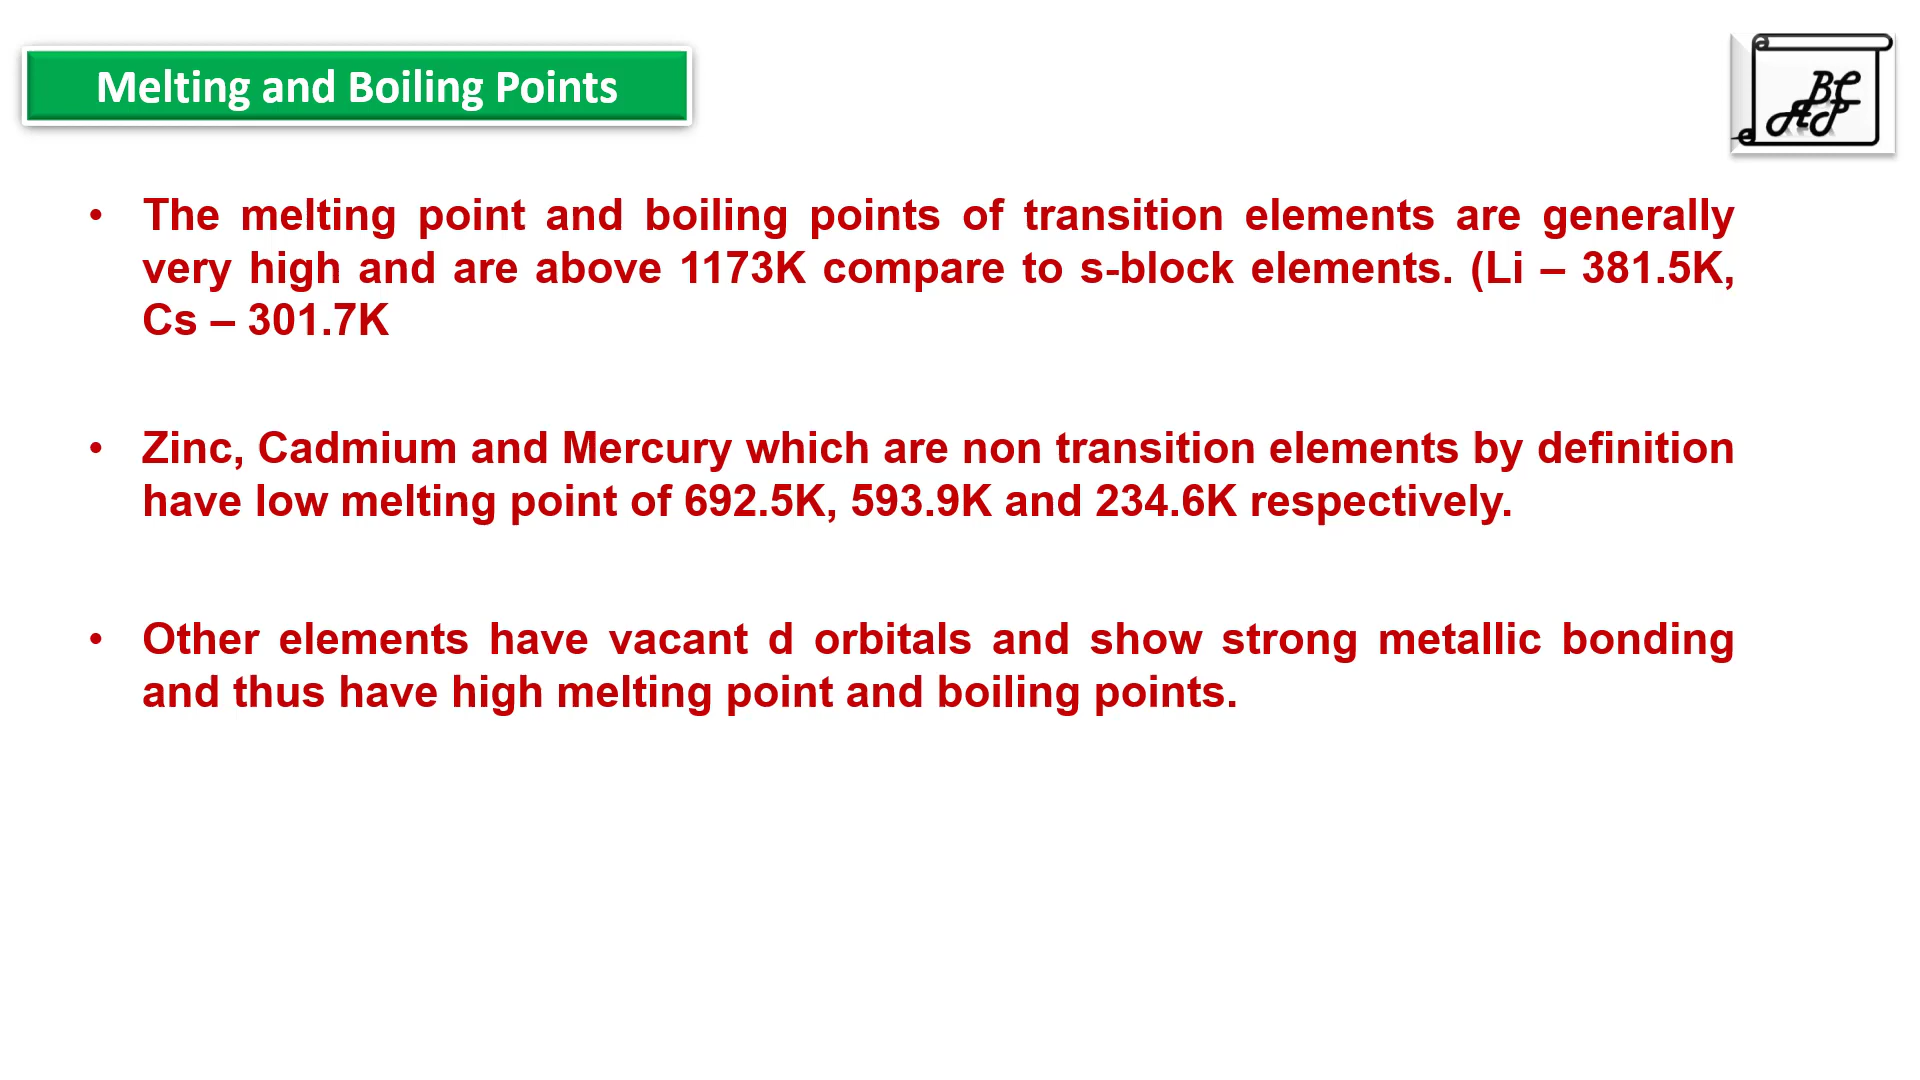 Melting and Boiling Points
BC
AP
• The melting point and boiling points of transition elements are generally
very high and are above 1173K compare to s-block elements. (Li – 381.5K,
Cs – 301.7K
• Zinc, Cadmium and Mercury which are non transition elements by definition
have low melting point of 692.5K, 593.9K and 234.6K respectively.
• Other elements have vacant d orbitals and show strong metallic bonding
and thus have high melting point and boiling points.